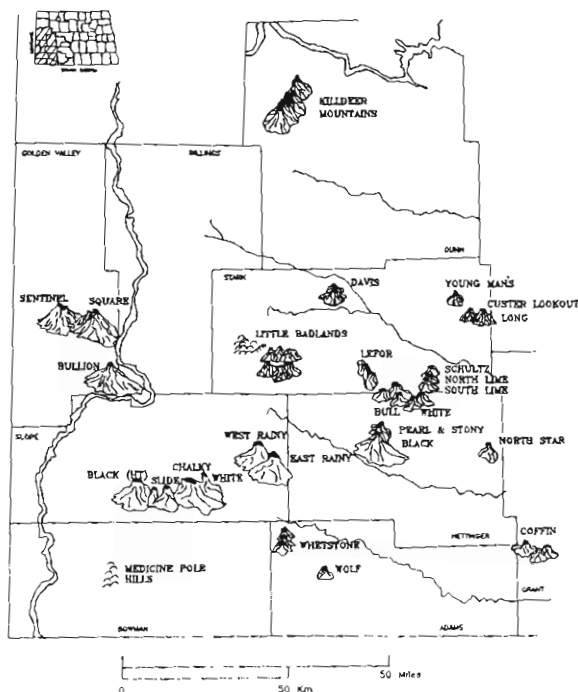 KILLDEER
MOUNTAINS
GOLDEN VALLEY
BILLINGS
DUNN
STARK
DAVIS
YOUNG MAN'S
CUSTER LOOKOUT
LONG
SENTINEL
SQUARE
LITTLE BADLANDS
BULLION
LEFOR
SCHULTZ
NORTH LIME
SOUTH LIME
BULL
WHITE
SLOPE
WEST RAINY
EAST RAINY
PEARL & STONY
BLACK
NORTH STAR
BLACK (HT)
SLIDE
CHALKY
WHITE
HETTINGER
COFFIN
WHETSTONE
WOLF
MEDICINE POLE
HILLS
GRANT
BOWMAN
ADAMS
50 Miles
0
50 Km